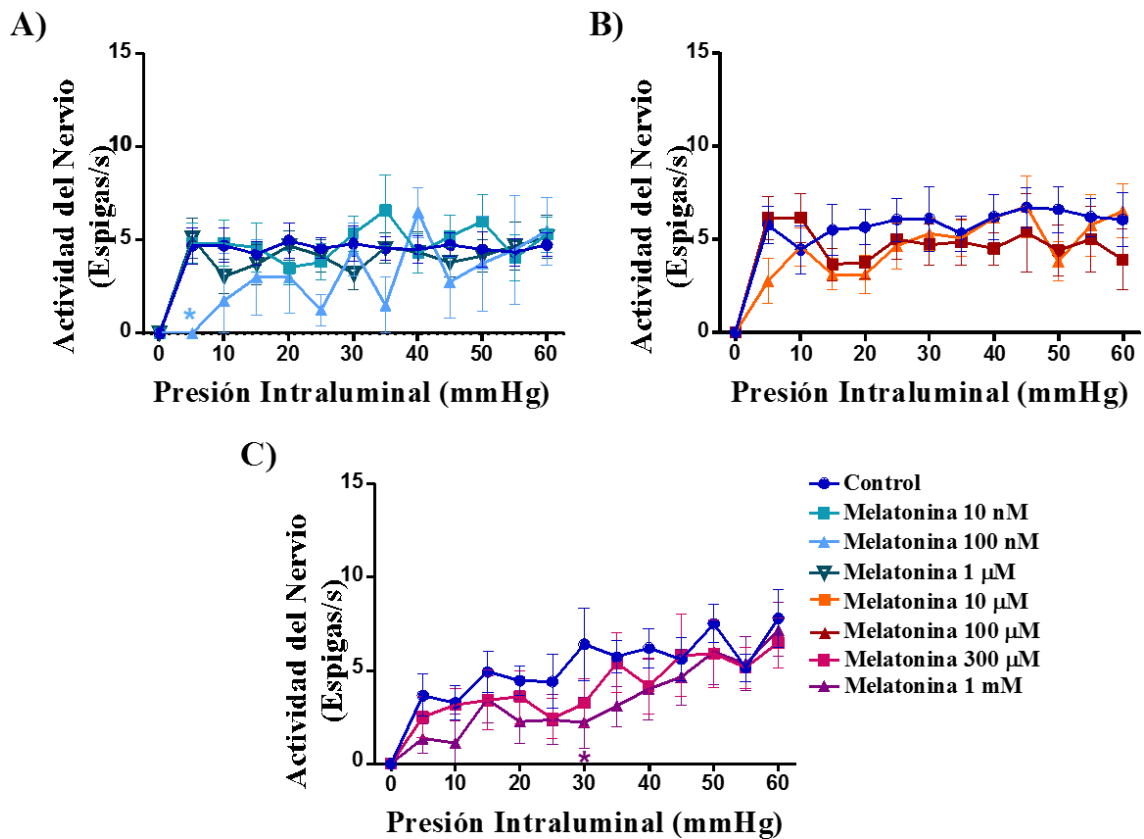 A)
Actividad del Nervio
(Espigas/s)
15
10
5
0
*
0 10 20 30 40 50 60
Presión Intraluminal (mmHg)
B)
Actividad del Nervio
(Espigas/s)
15
10
5
0
0 10 20 30 40 50 60
Presión Intraluminal (mmHg)
C)
Actividad del Nervio
(Espigas/s)
15
10
5
0
*
0 10 20 30 40 50 60
Presión Intraluminal (mmHg)
Control
Melatonina 10 nM
Melatonina 100 nM
Melatonina 1 μM
Melatonina 10 μM
Melatonina 100 μM
Melatonina 300 μM
Melatonina 1 mM